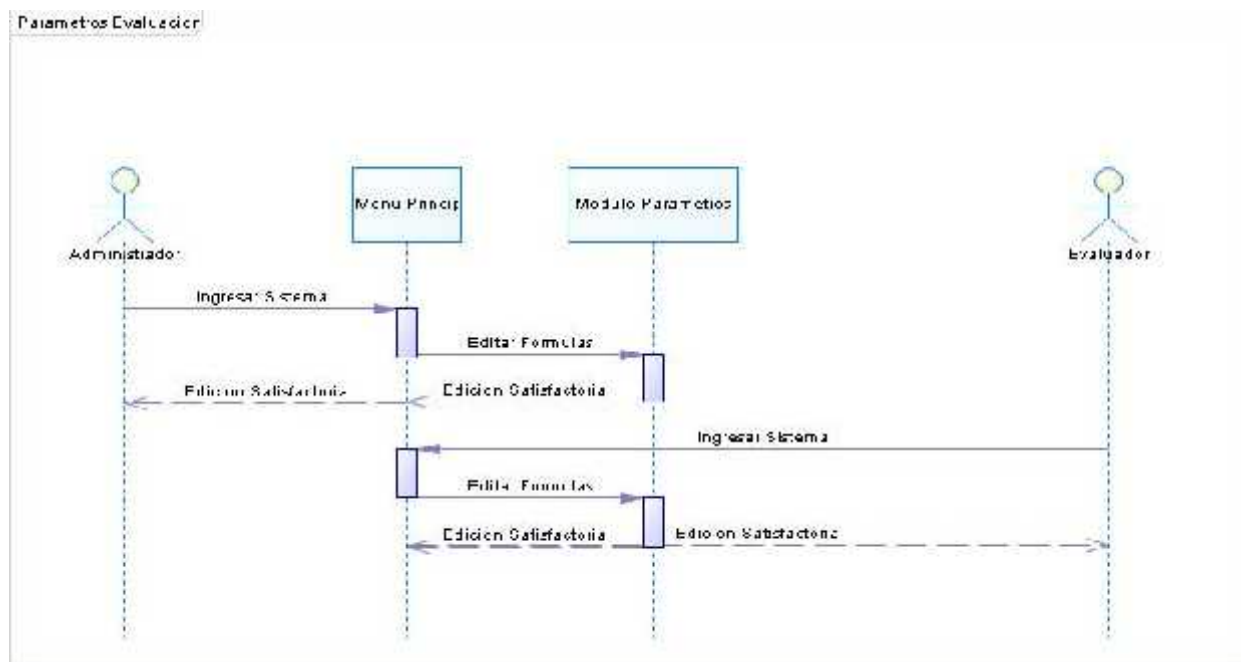 Parametros Evaluacion
Menu Princip
Modulo Parametros
Administrador
Evaluador
Ingresar Sistema
Editar Formulas
Edicion Satisfactoria
Edicion Satisfactoria
Ingresar Sistema
Editar Formulas
Edicion Satisfactoria
Edicion Satisfactoria